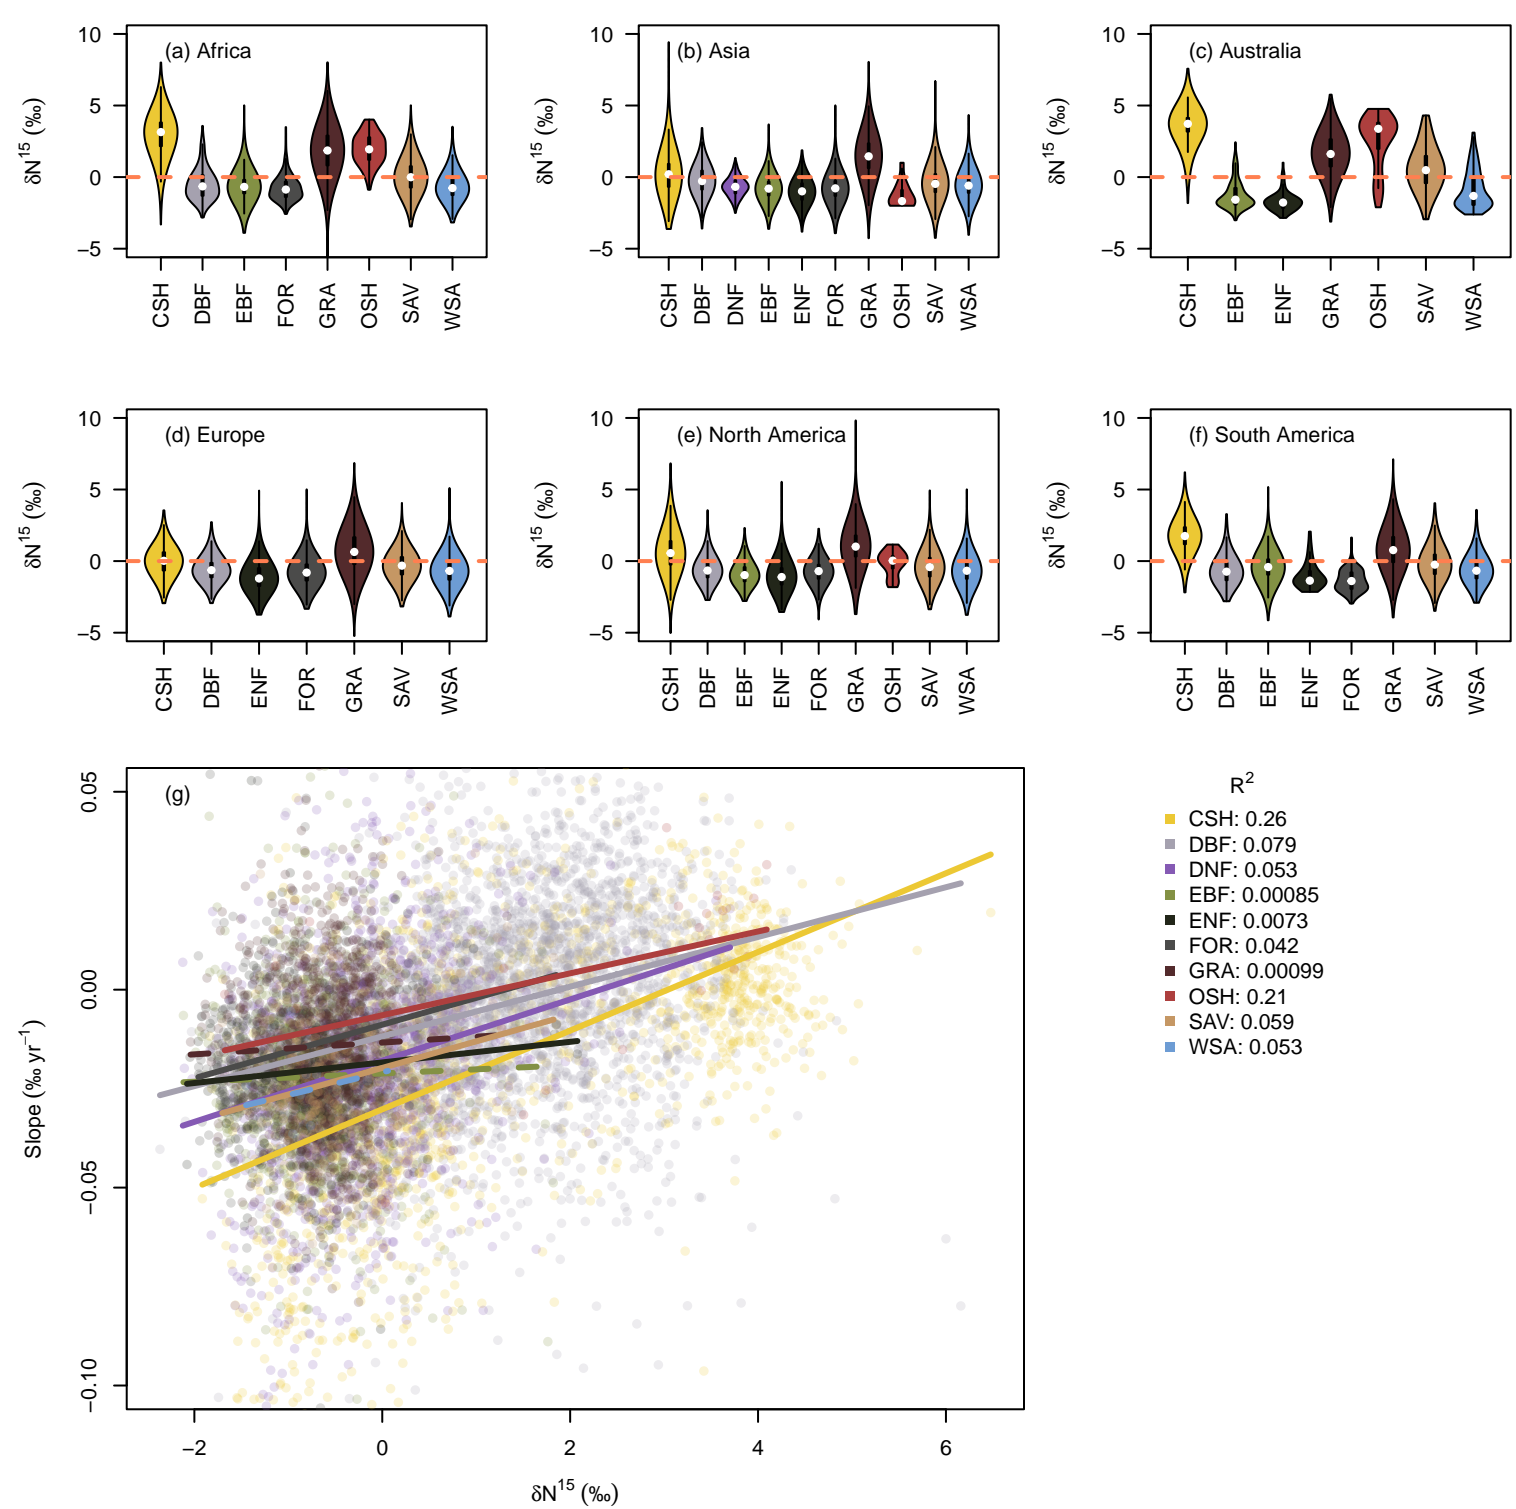 (a) Africa
δN¹⁵ (‰)
10
5
0
−5
CSH
DBF
EBF
FOR
GRA
OSH
SAV
WSA
(b) Asia
δN¹⁵ (‰)
10
5
0
−5
CSH
DBF
DNF
EBF
ENF
FOR
GRA
OSH
SAV
WSA
(c) Australia
δN¹⁵ (‰)
10
5
0
−5
CSH
EBF
ENF
GRA
OSH
SAV
WSA
(d) Europe
δN¹⁵ (‰)
10
5
0
−5
CSH
DBF
ENF
FOR
GRA
SAV
WSA
(e) North America
δN¹⁵ (‰)
10
5
0
−5
CSH
DBF
EBF
ENF
FOR
GRA
OSH
SAV
WSA
(f) South America
δN¹⁵ (‰)
10
5
0
−5
CSH
DBF
EBF
ENF
FOR
GRA
SAV
WSA
(g)
Slope (‰ yr⁻¹)
0.05
0.00
−0.05
−0.10
−2
0
2
4
6
δN¹⁵ (‰)
R²
CSH: 0.26
DBF: 0.079
DNF: 0.053
EBF: 0.00085
ENF: 0.0073
FOR: 0.042
GRA: 0.00099
OSH: 0.21
SAV: 0.059
WSA: 0.053